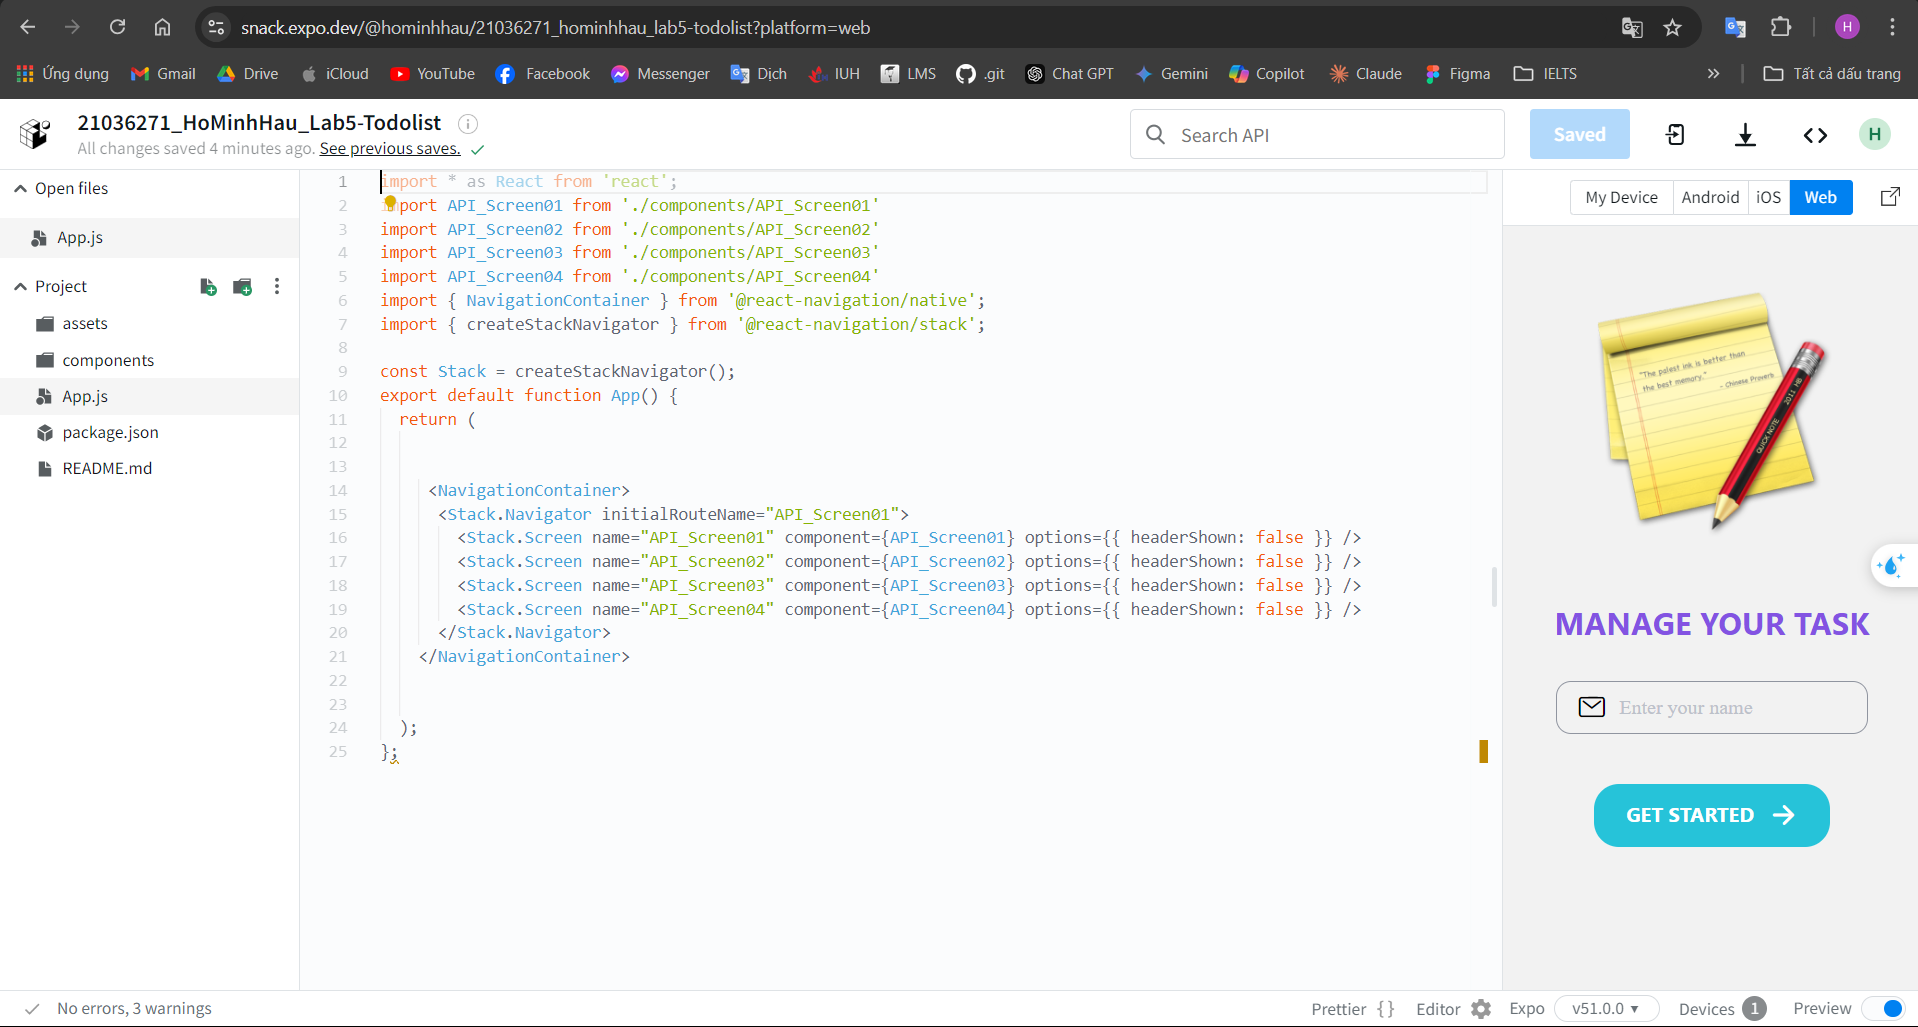 snack.expo.dev/@hominhhau/21036271_hominhhau_lab5-todolist?platform=web
H
Ứng dụng Gmail Drive iCloud YouTube Facebook Messenger Dịch IUH LMS .git Chat GPT Gemini Copilot Claude Figma IELTS » Tất cả dấu trang
21036271_HoMinhHau_Lab5-Todolist
All changes saved 4 minutes ago. See previous saves.
Search API
Saved
H
Open files
App.js
Project
assets
components
App.js
package.json
README.md
1 import * as React from 'react';
2 import API_Screen01 from './components/API_Screen01'
3 import API_Screen02 from './components/API_Screen02'
4 import API_Screen03 from './components/API_Screen03'
5 import API_Screen04 from './components/API_Screen04'
6 import { NavigationContainer } from '@react-navigation/native';
7 import { createStackNavigator } from '@react-navigation/stack';
8
9 const Stack = createStackNavigator();
10 export default function App() {
11 return (
12
13
14 <NavigationContainer>
15 <Stack.Navigator initialRouteName="API_Screen01">
16 <Stack.Screen name="API_Screen01" component={API_Screen01} options={{ headerShown: false }} />
17 <Stack.Screen name="API_Screen02" component={API_Screen02} options={{ headerShown: false }} />
18 <Stack.Screen name="API_Screen03" component={API_Screen03} options={{ headerShown: false }} />
19 <Stack.Screen name="API_Screen04" component={API_Screen04} options={{ headerShown: false }} />
20 </Stack.Navigator>
21 </NavigationContainer>
22
23
24 );
25 };
My Device Android iOS Web
"The palest ink is better than
the best memory."
- Chinese Proverb
QUICK NOTE 2011 HB
MANAGE YOUR TASK
Enter your name
GET STARTED
No errors, 3 warnings
Prettier {} Editor Expo v51.0.0 Devices 1 Preview